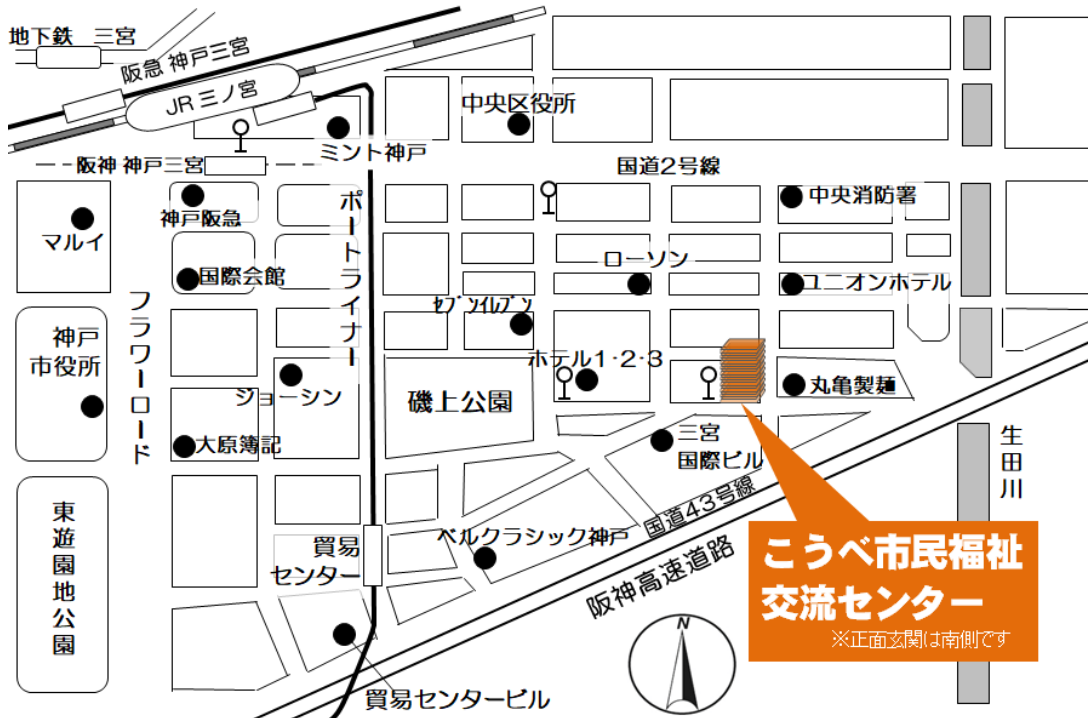 地下鉄 三宮
阪急 神戸三宮
JR 三ノ宮
中央区役所
ミント神戸
阪神 神戸三宮
国道2号線
マルイ
神戸阪急
ポートライナー
中央消防署
国際会館
ローソン
ユニオンホテル
フラワーロード
セブンイレブン
神戸
市役所
ホテル1・2・3
ジョーシン
磯上公園
丸亀製麺
大原簿記
三宮
国際ビル
生田川
国道43号線
東遊園地公園
貿易
センター
ベルクラシック神戸
阪神高速道路
こうべ市民福祉
交流センター
※正面玄関は南側です
N
貿易センタービル